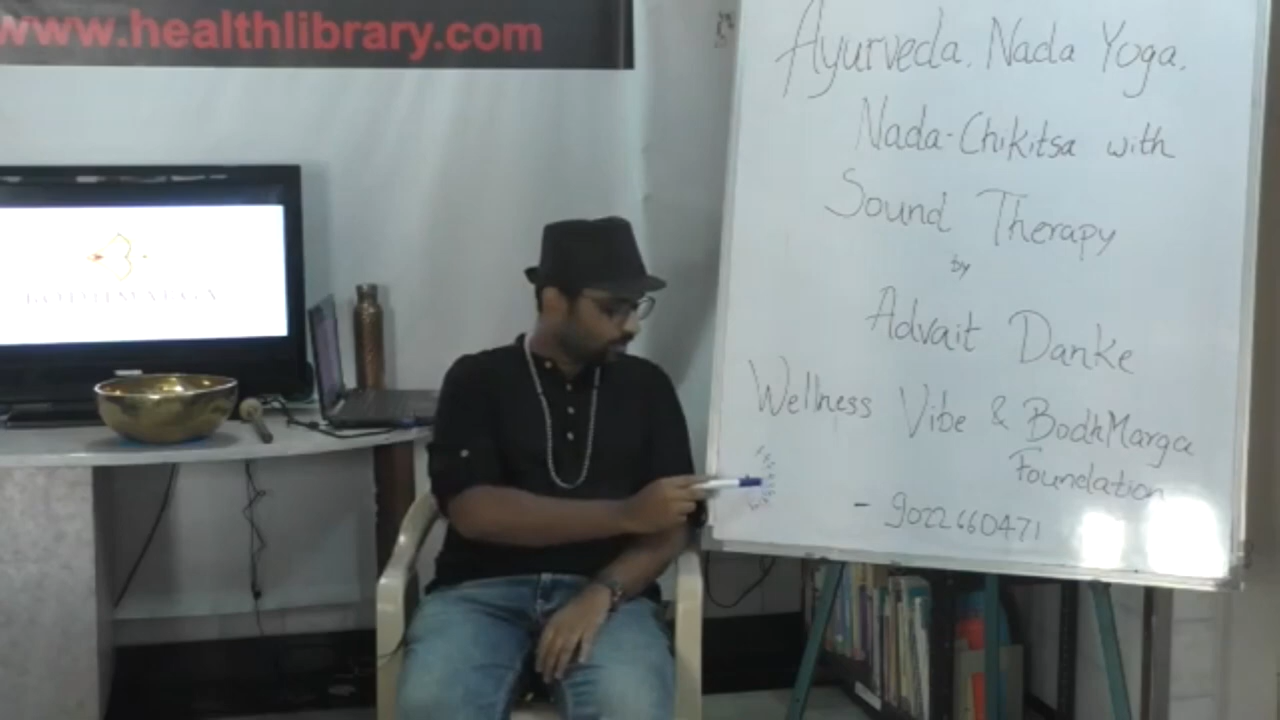 www.healthlibrary.com
Ayurveda, Nada Yoga,
Nada-Chikitsa with
Sound Therapy
by
Advait Danke
Wellness Vibe & BodhMarga
Foundation
- 9022660471